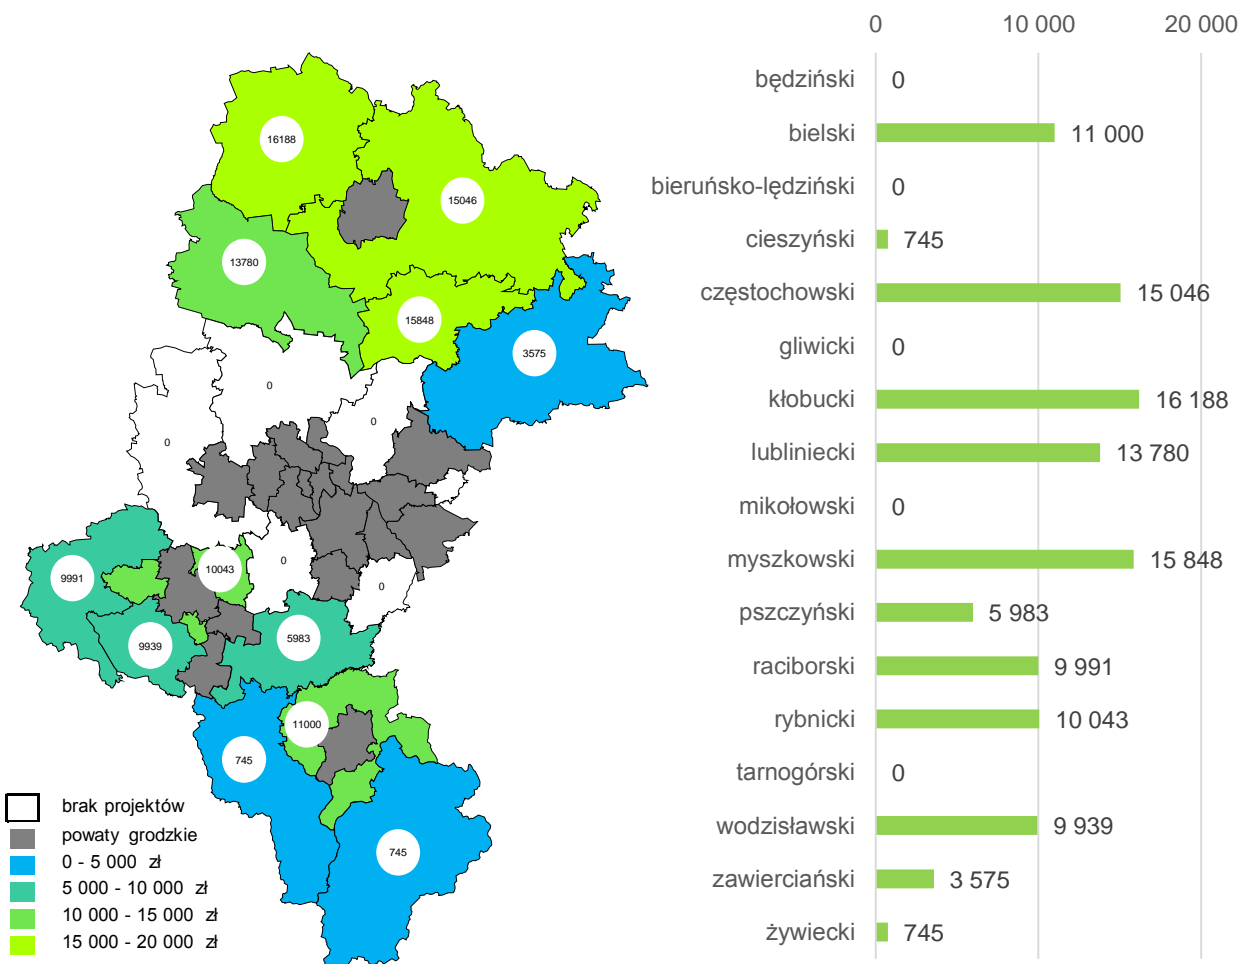 16188
15046
13780
15848
3575
0
0
0
9991
10043
0
0
9939
5983
11000
745
745
brak projektów
powaty grodzkie
0 - 5 000 zł
5 000 - 10 000 zł
10 000 - 15 000 zł
15 000 - 20 000 zł
0 10 000 20 000
będziński 0
bielski 11 000
bieruńsko-lędziński 0
cieszyński 745
częstochowski 15 046
gliwicki 0
kłobucki 16 188
lubliniecki 13 780
mikołowski 0
myszkowski 15 848
pszczyński 5 983
raciborski 9 991
rybnicki 10 043
tarnogórski 0
wodzisławski 9 939
zawierciański 3 575
żywiecki 745